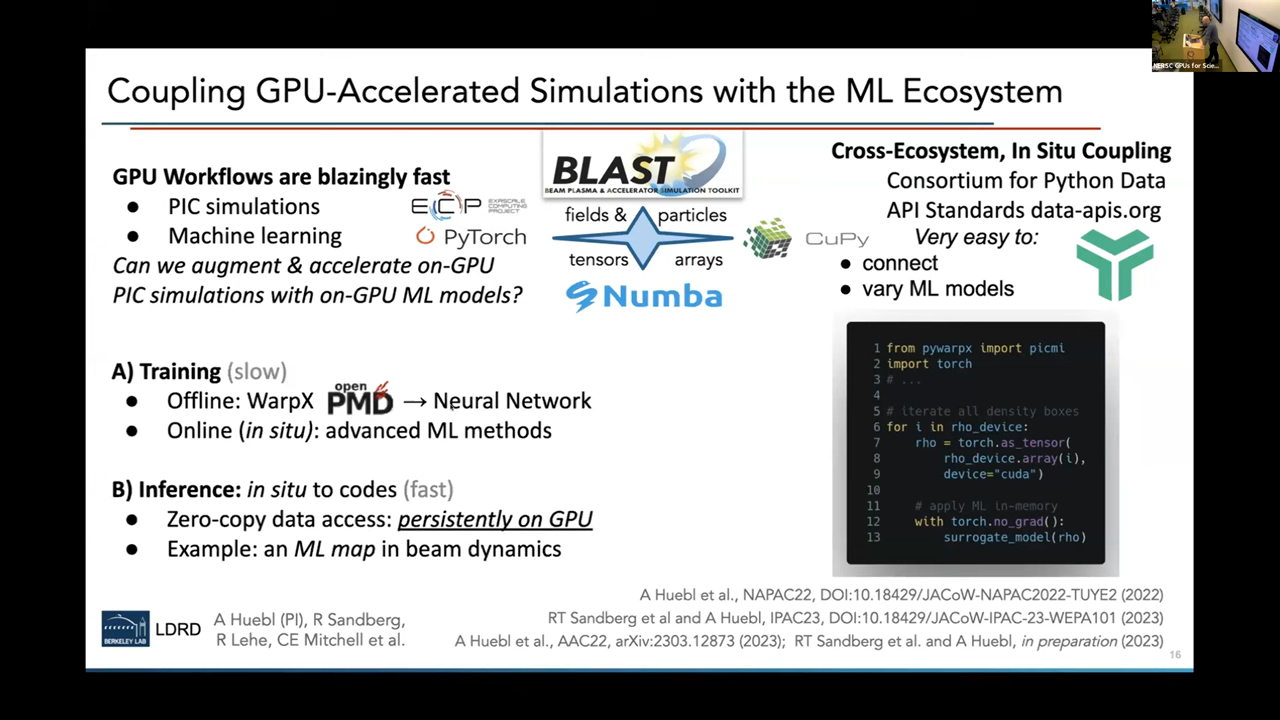 NERSC GPUs for Scie...
Coupling GPU-Accelerated Simulations with the ML Ecosystem
GPU Workflows are blazingly fast
● PIC simulations
● Machine learning
Can we augment & accelerate on-GPU
PIC simulations with on-GPU ML models?
ECP EXASCALE COMPUTING PROJECT
PyTorch
BLAST
BEAM PLASMA & ACCELERATOR SIMULATION TOOLKIT
fields & particles
tensors arrays
CuPy
Numba
Cross-Ecosystem, In Situ Coupling
Consortium for Python Data
API Standards data-apis.org
Very easy to:
● connect
● vary ML models
A) Training (slow)
● Offline: WarpX openPMD → Neural Network
● Online (in situ): advanced ML methods
B) Inference: in situ to codes (fast)
● Zero-copy data access: persistently on GPU
● Example: an ML map in beam dynamics
1 from pywarpx import picmi
2 import torch
3 # ...
4
5 # iterate all density boxes
6 for i in rho_device:
7 rho = torch.as_tensor(
8 rho_device.array(i),
9 device="cuda")
10
11 # apply ML in-memory
12 with torch.no_grad():
13 surrogate_model(rho)
BERKELEY LAB
LDRD
A Huebl (PI), R Sandberg,
R Lehe, CE Mitchell et al.
A Huebl et al., NAPAC22, DOI:10.18429/JACoW-NAPAC2022-TUYE2 (2022)
RT Sandberg et al. and A Huebl, IPAC23, DOI:10.18429/JACoW-IPAC-23-WEPA101 (2023)
A Huebl et al., AAC22, arXiv:2303.12873 (2023); RT Sandberg et al. and A Huebl, in preparation (2023)
16